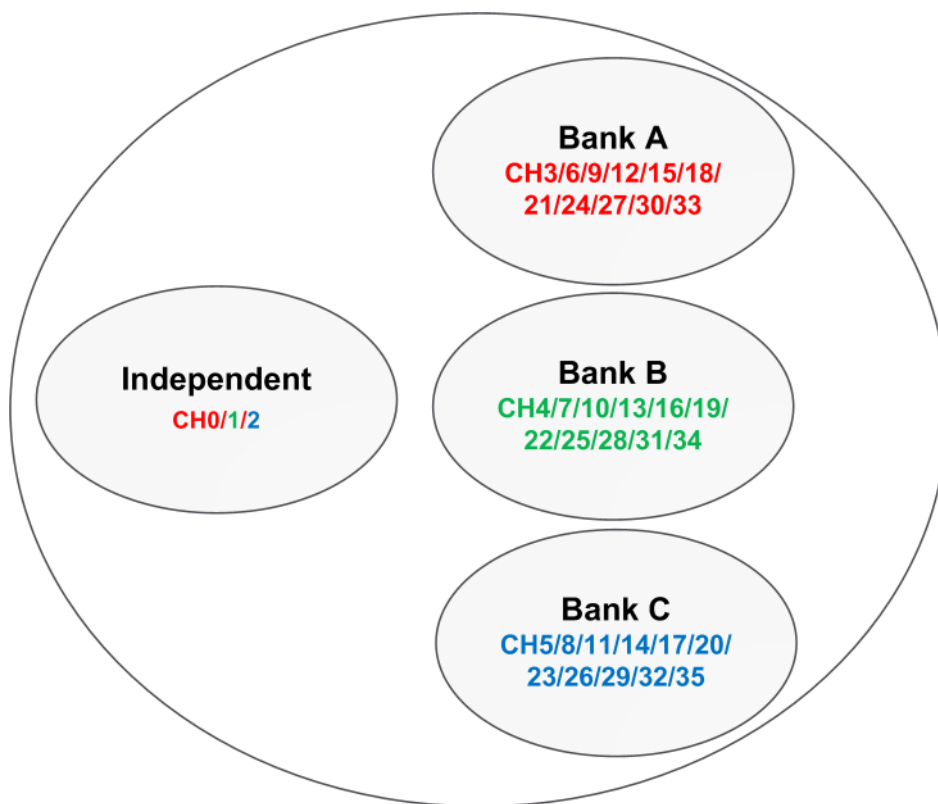 Bank A
CH3/6/9/12/15/18/
21/24/27/30/33
Independent
CH0/1/2
Bank B
CH4/7/10/13/16/19/
22/25/28/31/34
Bank C
CH5/8/11/14/17/20/
23/26/29/32/35